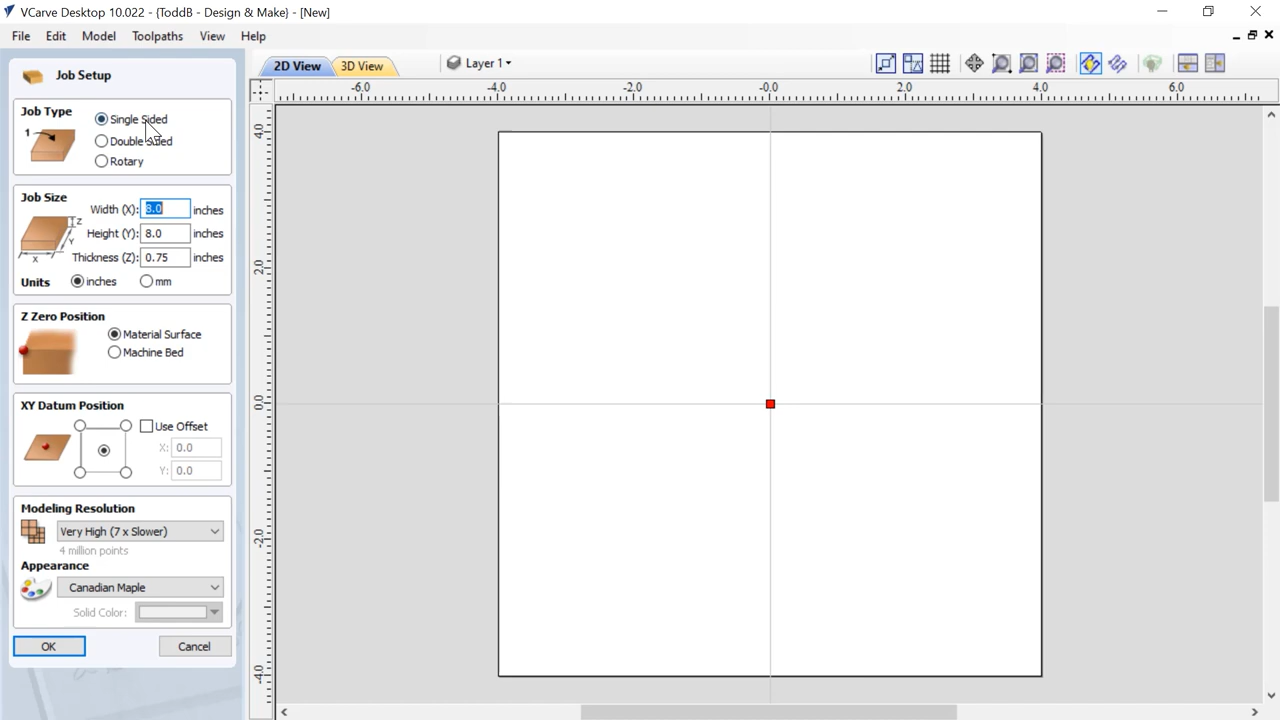 VCarve Desktop 10.022 - {ToddB - Design & Make} - [New]
File Edit Model Toolpaths View Help
Job Setup
2D View 3D View Layer 1
-6.0 -4.0 -2.0 -0.0 2.0 4.0 6.0
4.0
2.0
0.0
-2.0
-4.0
Job Type
1
Single Sided
Double Sided
Rotary
Job Size
Width (X): 8.0 inches
Height (Y): 8.0 inches
Thickness (Z): 0.75 inches
Z
Y
X
Units inches mm
Z Zero Position
Material Surface
Machine Bed
XY Datum Position
Use Offset
X: 0.0
Y: 0.0
Modeling Resolution
Very High (7 x Slower)
4 million points
Appearance
Canadian Maple
Solid Color:
OK Cancel